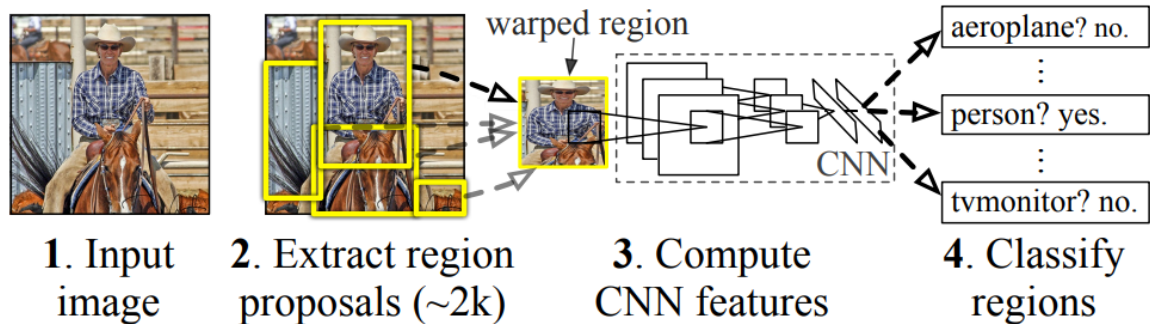 warped region
aeroplane? no.
⋮
person? yes.
⋮
tvmonitor? no.
CNN
1. Input
image
2. Extract region
proposals (~2k)
3. Compute
CNN features
4. Classify
regions